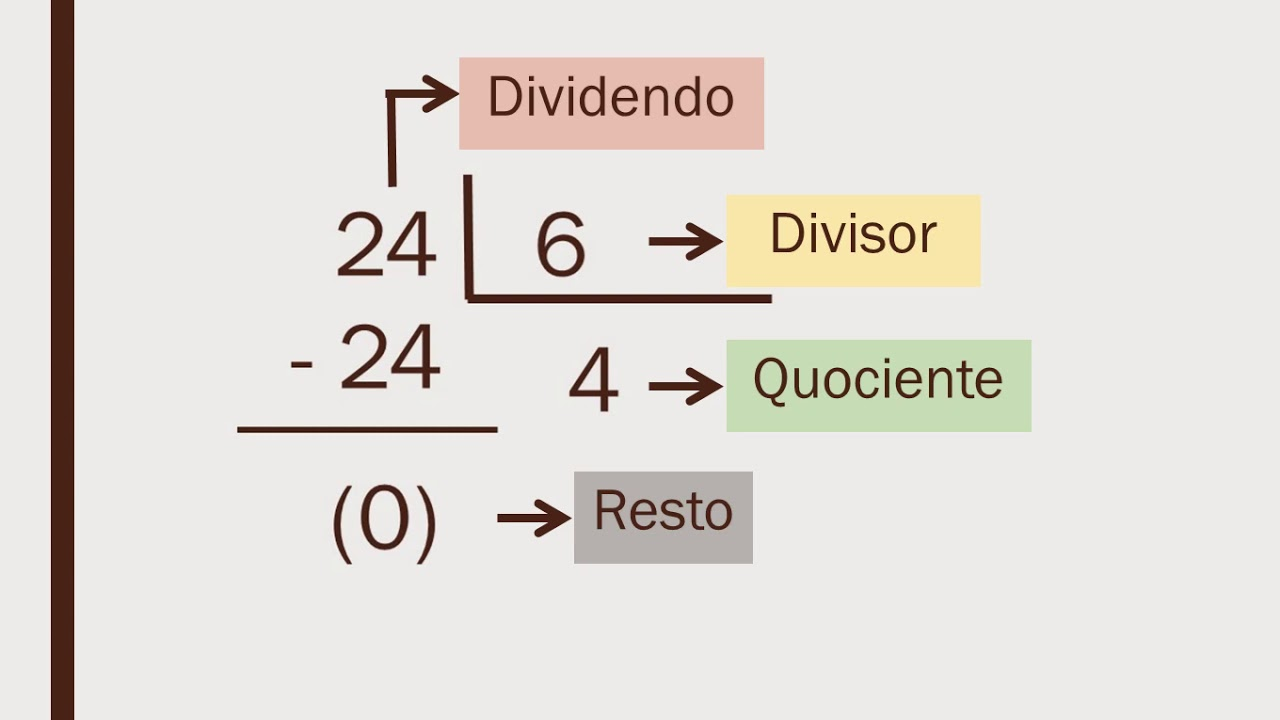 Dividendo
24 6 Divisor
- 24 4 Quociente
(0) Resto